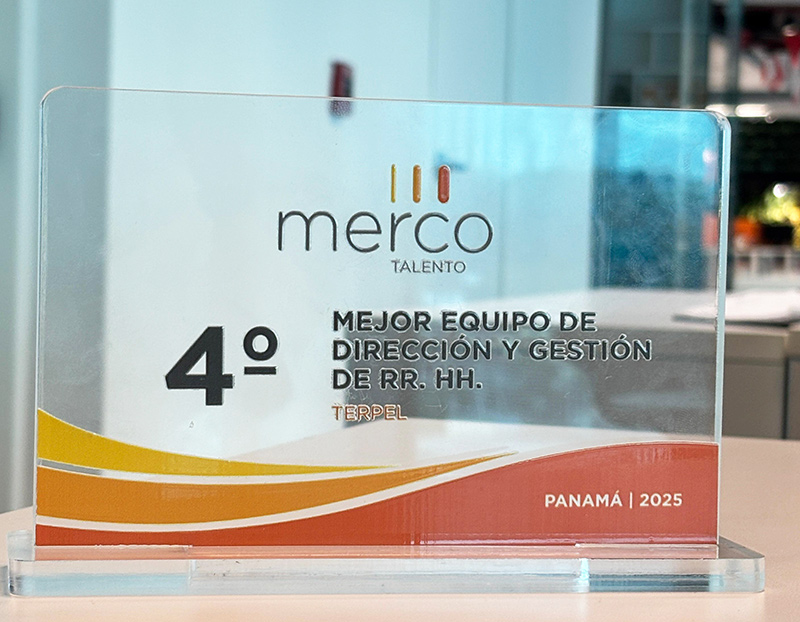 merco
TALENTO
4º
MEJOR EQUIPO DE
DIRECCIÓN Y GESTIÓN
DE RR. HH.
TERPEL
PANAMÁ | 2025